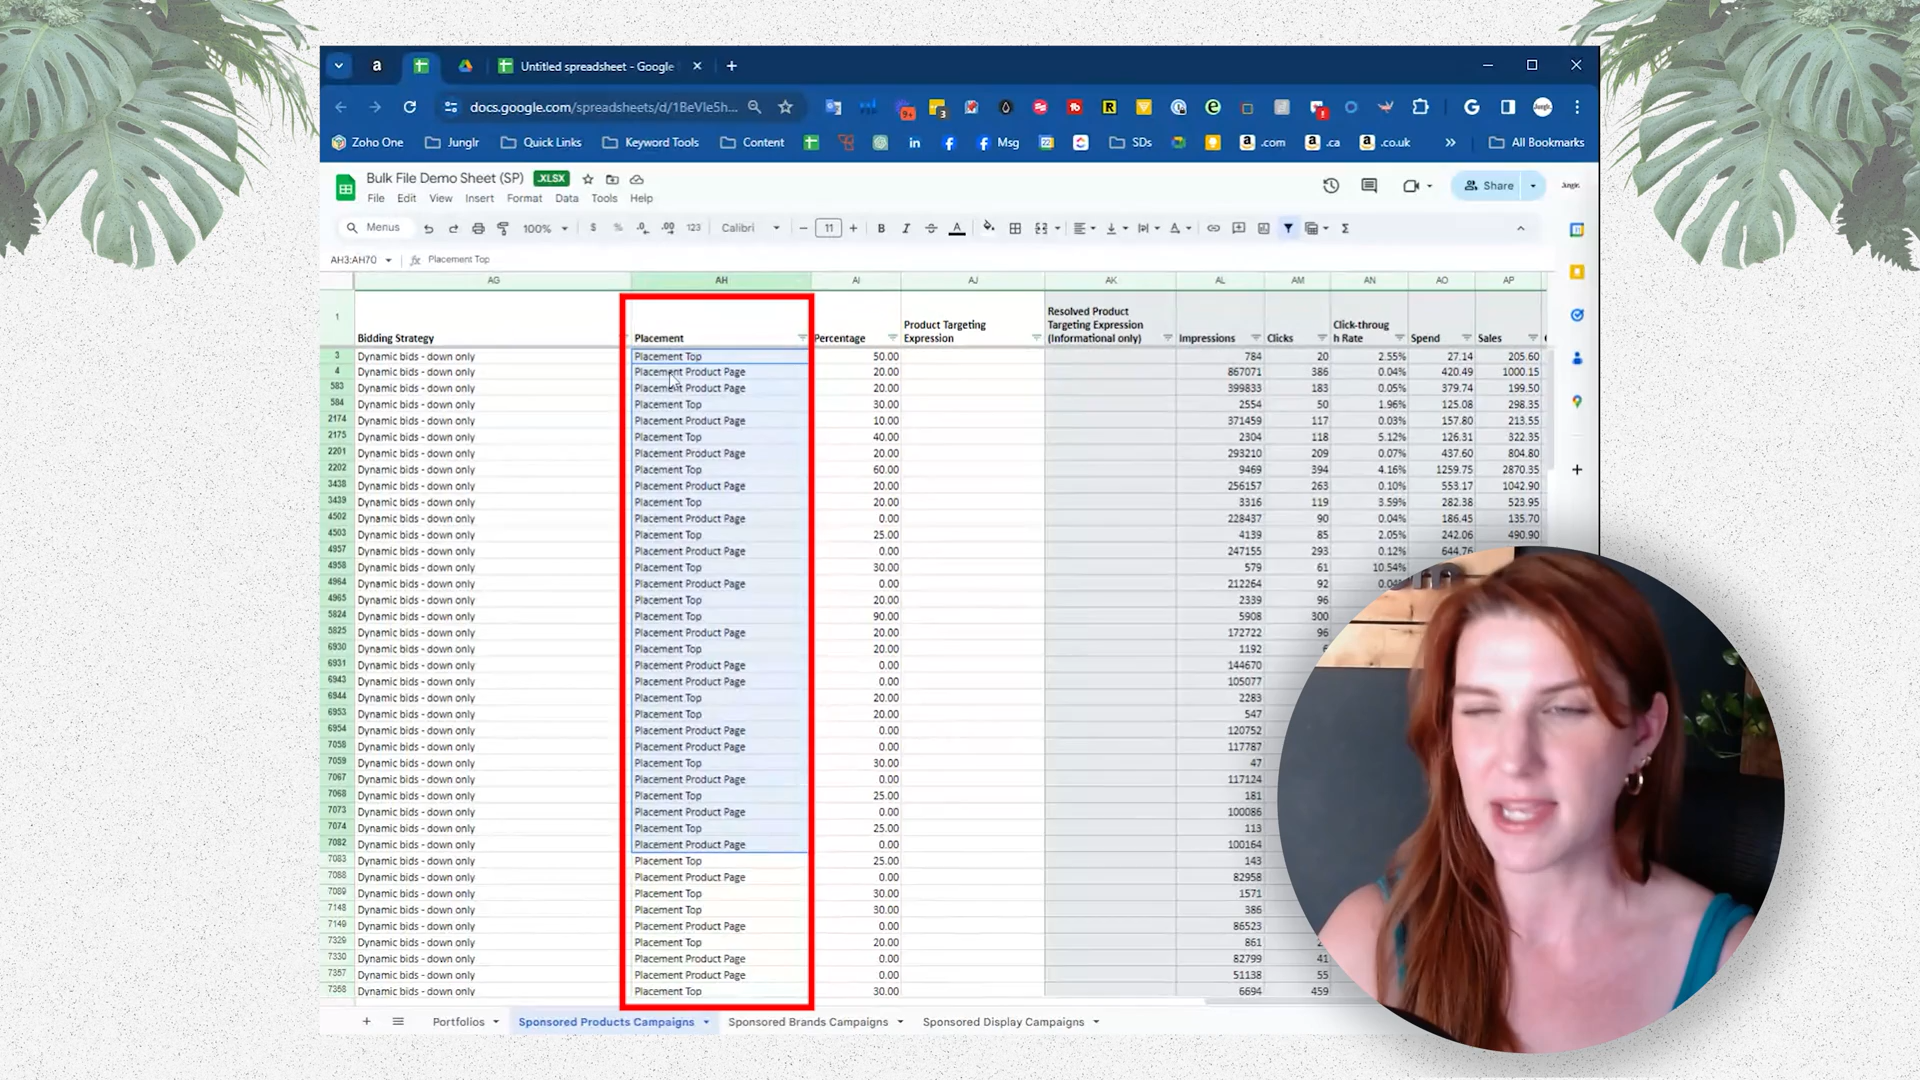 Untitled spreadsheet - Google
docs.google.com/spreadsheets/d/1BeVIe5h...
Zoho One Junglr Quick Links Keyword Tools Content Msg SDs .com .ca .co.uk All Bookmarks
Bulk File Demo Sheet (SP) .XLSX
File Edit View Insert Format Data Tools Help
Share
Menus 100% $ % .0 .00 123 Calibri 11
AH3:AH70 fx Placement Top
AG AH AI AJ AK AL AM AN AO AP
1 Bidding Strategy Placement Percentage Product Targeting Expression Resolved Product Targeting Expression (Informational only) Impressions Clicks Click-through Rate Spend Sales
3 Dynamic bids - down only Placement Top 50.00 784 20 2.55% 27.14 205.60
4 Dynamic bids - down only Placement Product Page 20.00 867071 386 0.04% 420.49 1000.15
583 Dynamic bids - down only Placement Product Page 20.00 399833 183 0.05% 379.74 199.50
584 Dynamic bids - down only Placement Top 30.00 2554 50 1.96% 125.08 298.35
2174 Dynamic bids - down only Placement Product Page 10.00 371459 117 0.03% 157.80 213.55
2175 Dynamic bids - down only Placement Top 40.00 2304 118 5.12% 126.31 322.35
2201 Dynamic bids - down only Placement Product Page 20.00 293210 209 0.07% 437.60 804.80
2202 Dynamic bids - down only Placement Top 60.00 9469 394 4.16% 1259.75 2870.35
3438 Dynamic bids - down only Placement Product Page 20.00 256157 263 0.10% 553.17 1042.90
3439 Dynamic bids - down only Placement Top 20.00 3316 119 3.59% 282.38 523.95
4502 Dynamic bids - down only Placement Product Page 0.00 228437 90 0.04% 186.45 135.70
4503 Dynamic bids - down only Placement Top 25.00 4139 85 2.05% 242.06 490.90
4957 Dynamic bids - down only Placement Product Page 0.00 247155 293 0.12% 644.76
4958 Dynamic bids - down only Placement Top 30.00 579 61 10.54%
4964 Dynamic bids - down only Placement Product Page 0.00 212264 92 0.04%
4965 Dynamic bids - down only Placement Top 20.00 2339 96
5824 Dynamic bids - down only Placement Top 90.00 5908 300
5825 Dynamic bids - down only Placement Product Page 20.00 172722 96
6930 Dynamic bids - down only Placement Top 20.00 1192
6931 Dynamic bids - down only Placement Product Page 0.00 144670
6943 Dynamic bids - down only Placement Product Page 0.00 105077
6944 Dynamic bids - down only Placement Top 20.00 2283
6953 Dynamic bids - down only Placement Top 20.00 547
6954 Dynamic bids - down only Placement Product Page 0.00 120752
7058 Dynamic bids - down only Placement Product Page 0.00 117787
7059 Dynamic bids - down only Placement Top 30.00 47
7067 Dynamic bids - down only Placement Product Page 0.00 117124
7068 Dynamic bids - down only Placement Top 25.00 181
7073 Dynamic bids - down only Placement Product Page 0.00 100086
7074 Dynamic bids - down only Placement Top 25.00 113
7082 Dynamic bids - down only Placement Product Page 0.00 100164
7083 Dynamic bids - down only Placement Top 25.00 143
7088 Dynamic bids - down only Placement Product Page 0.00 82958
7089 Dynamic bids - down only Placement Top 30.00 1571
7148 Dynamic bids - down only Placement Top 30.00 386
7149 Dynamic bids - down only Placement Product Page 0.00 86523
7329 Dynamic bids - down only Placement Top 20.00 861
7330 Dynamic bids - down only Placement Product Page 0.00 82799 41
7357 Dynamic bids - down only Placement Product Page 0.00 51138 55
7358 Dynamic bids - down only Placement Top 30.00 6694 459
Portfolios Sponsored Products Campaigns Sponsored Brands Campaigns Sponsored Display Campaigns